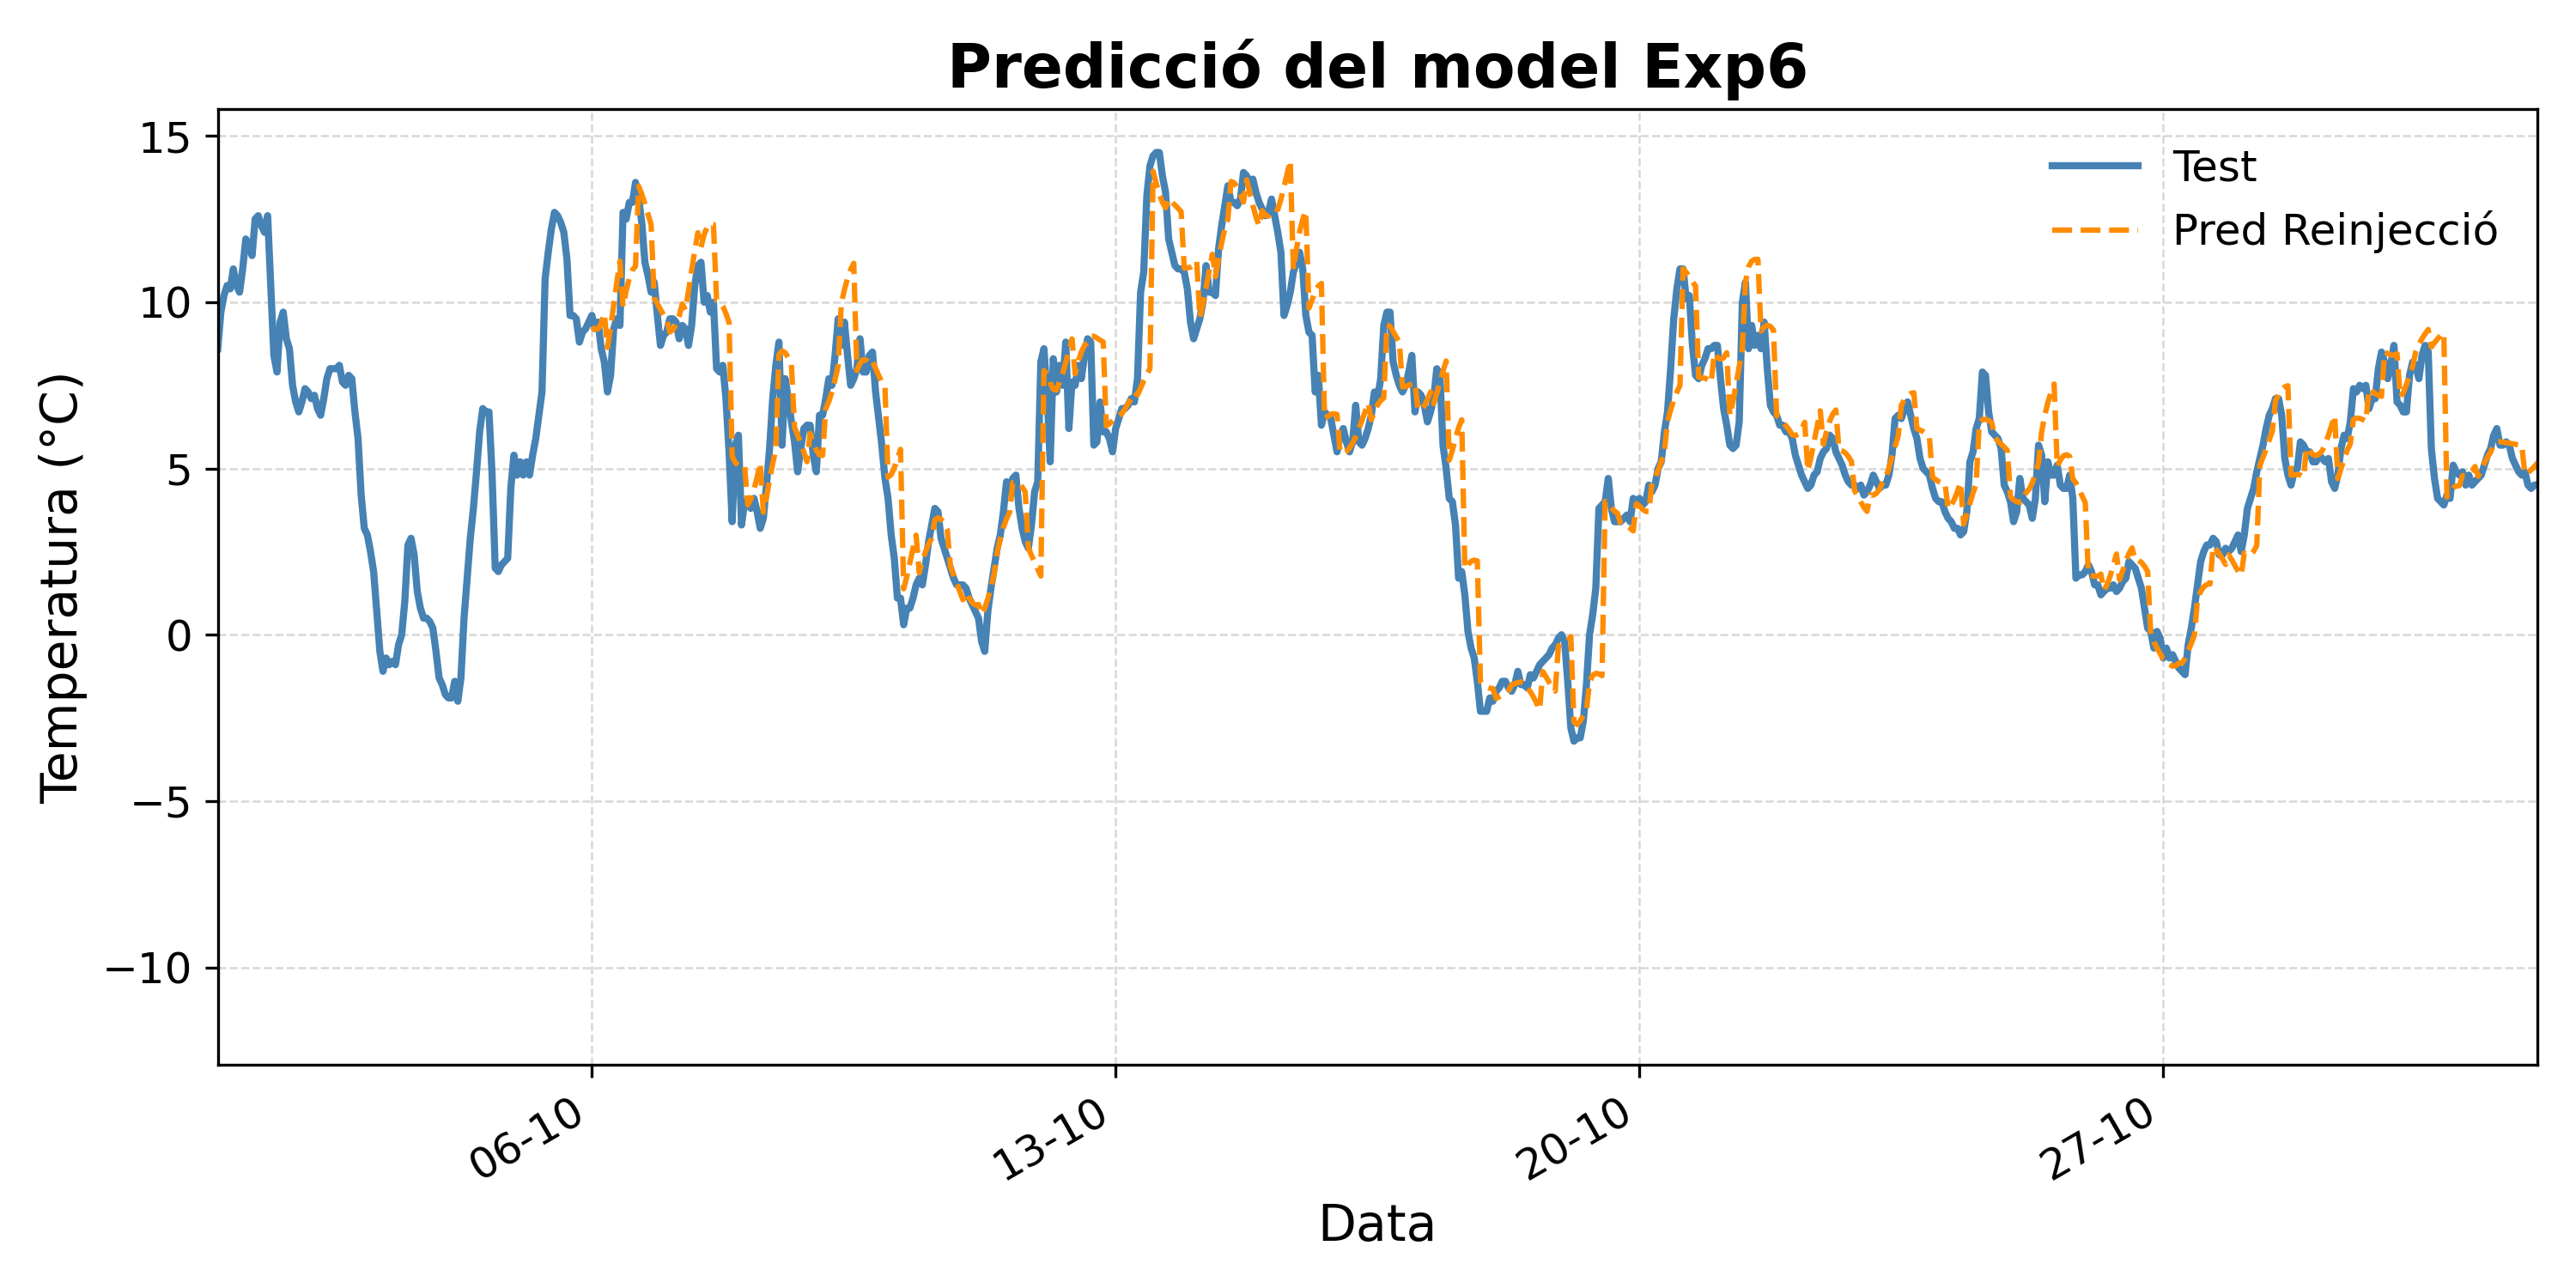 Predicció del model Exp6
Temperatura (°C)
15
10
5
0
−5
−10
Test
Pred Reinjecció
06-10
13-10
20-10
27-10
Data